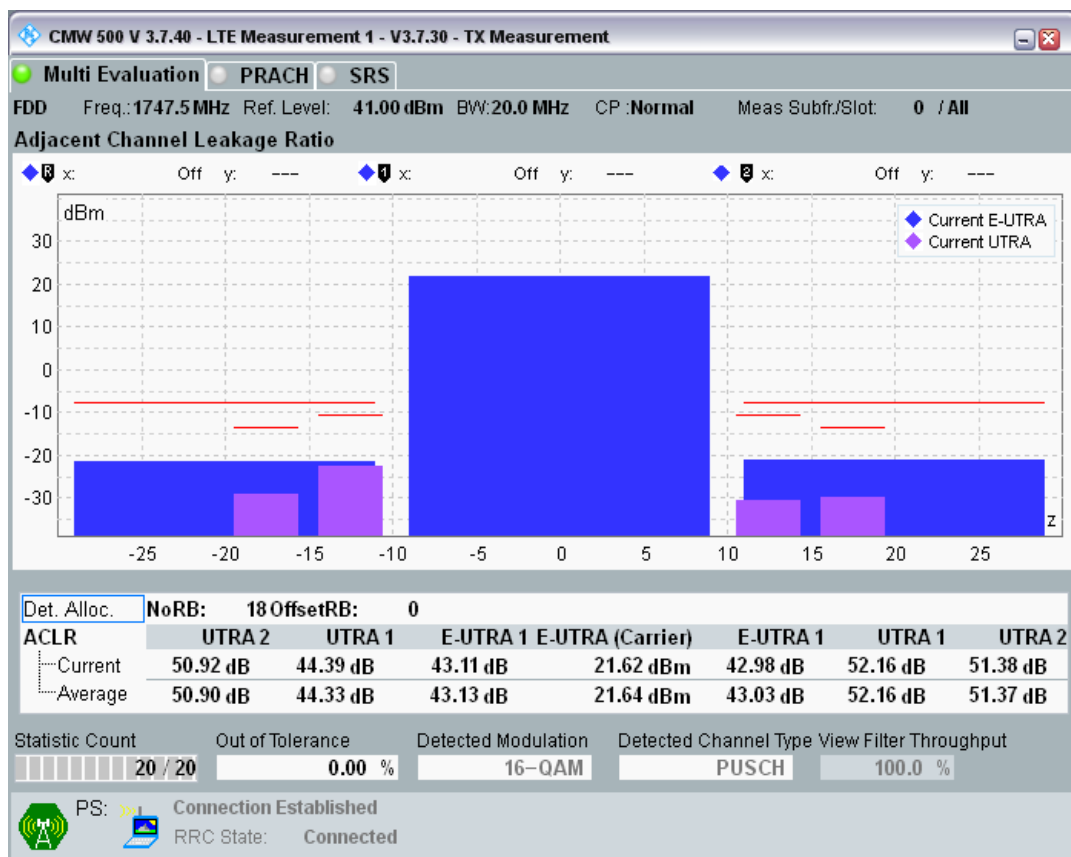 CMW 500 V 3.7.40 - LTE Measurement 1 - V3.7.30 - TX Measurement
Multi Evaluation PRACH SRS
FDD Freq.:1747.5 MHz Ref. Level: 41.00 dBm BW:20.0 MHz CP :Normal Meas Subfr./Slot: 0 / All
Adjacent Channel Leakage Ratio
R x: Off y: --- 1 x: Off y: --- 2 x: Off y: ---
dBm
Current E-UTRA
Current UTRA
30
20
10
0
-10
-20
-30
z
-25 -20 -15 -10 -5 0 5 10 15 20 25
Det. Alloc. NoRB: 18 OffsetRB: 0
ACLR UTRA 2 UTRA 1 E-UTRA 1 E-UTRA (Carrier) E-UTRA 1 UTRA 1 UTRA 2
Current 50.92 dB 44.39 dB 43.11 dB 21.62 dBm 42.98 dB 52.16 dB 51.38 dB
Average 50.90 dB 44.33 dB 43.13 dB 21.64 dBm 43.03 dB 52.16 dB 51.37 dB
Statistic Count Out of Tolerance Detected Modulation Detected Channel Type View Filter Throughput
20 / 20 0.00 % 16-QAM PUSCH 100.0 %
PS: Connection Established
RRC State: Connected